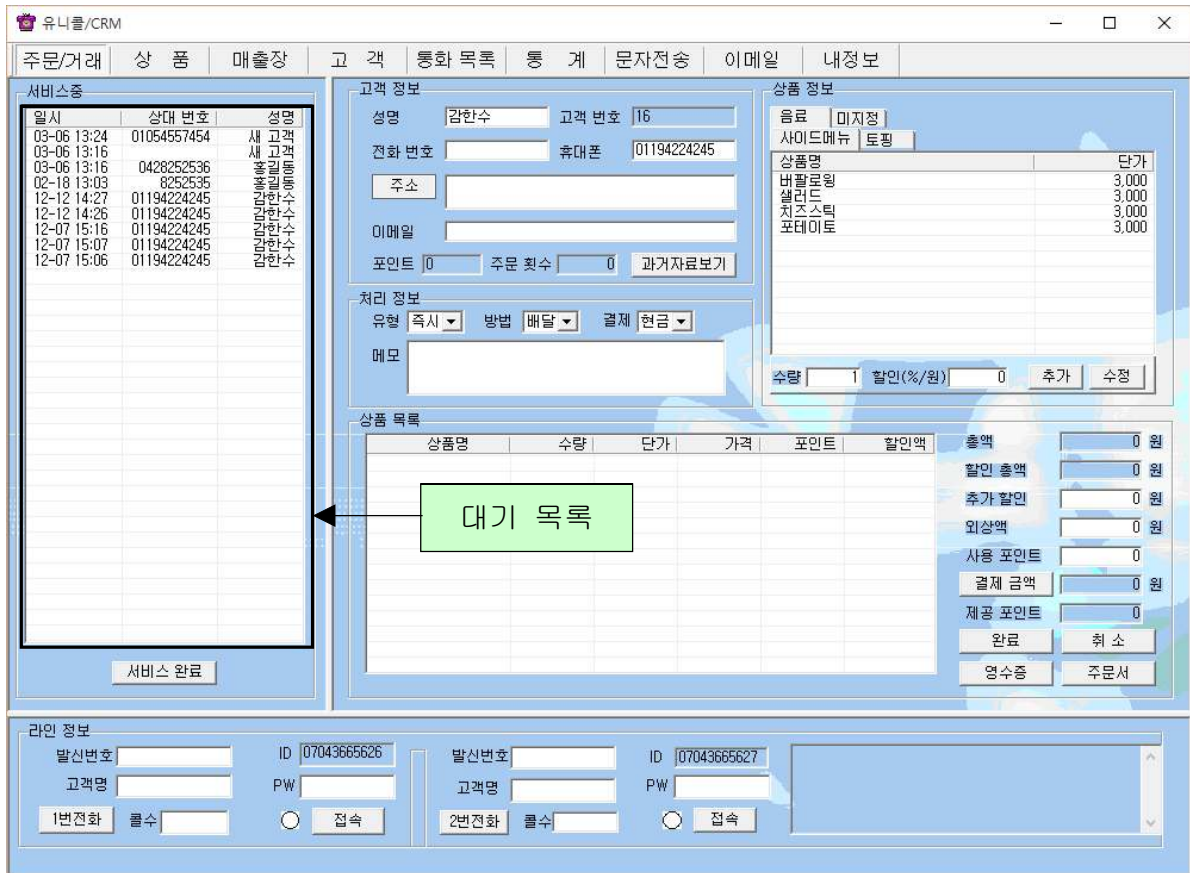 유니콜/CRM
주문/거래 상 품 매출장 고 객 통화 목록 통 계 문자전송 이메일 내정보
서비스중
일시 상대 번호 성명
03-06 13:24 01054557454 새 고객
03-06 13:16 새 고객
03-06 13:16 0428252536 홍길동
02-18 13:03 8252535 홍길동
12-12 14:27 01194224245 감한수
12-12 14:26 01194224245 감한수
12-07 15:16 01194224245 감한수
12-07 15:07 01194224245 감한수
12-07 15:06 01194224245 감한수
서비스 완료
고객 정보
성명 감한수 고객 번호 16
전화 번호 휴대폰 01194224245
주소
이메일
포인트 0 주문 횟수 0 과거자료보기
처리 정보
유형 즉시 방법 배달 결제 현금
메모
상품 정보
음료 미지정
사이드메뉴 토핑
상품명 단가
버팔로윙 3,000
샐러드 3,000
치즈스틱 3,000
포테이토 3,000
수량 1 할인(%/원) 0 추가 수정
상품 목록
상품명 수량 단가 가격 포인트 할인액
대기 목록
총액 0 원
할인 총액 0 원
추가 할인 0 원
외상액 0 원
사용 포인트 0
결제 금액 0 원
제공 포인트 0
완료 취 소
영수증 주문서
라인 정보
발신번호 ID 07043665626
고객명 PW
1번전화 콜수 접속
발신번호 ID 07043665627
고객명 PW
2번전화 콜수 접속